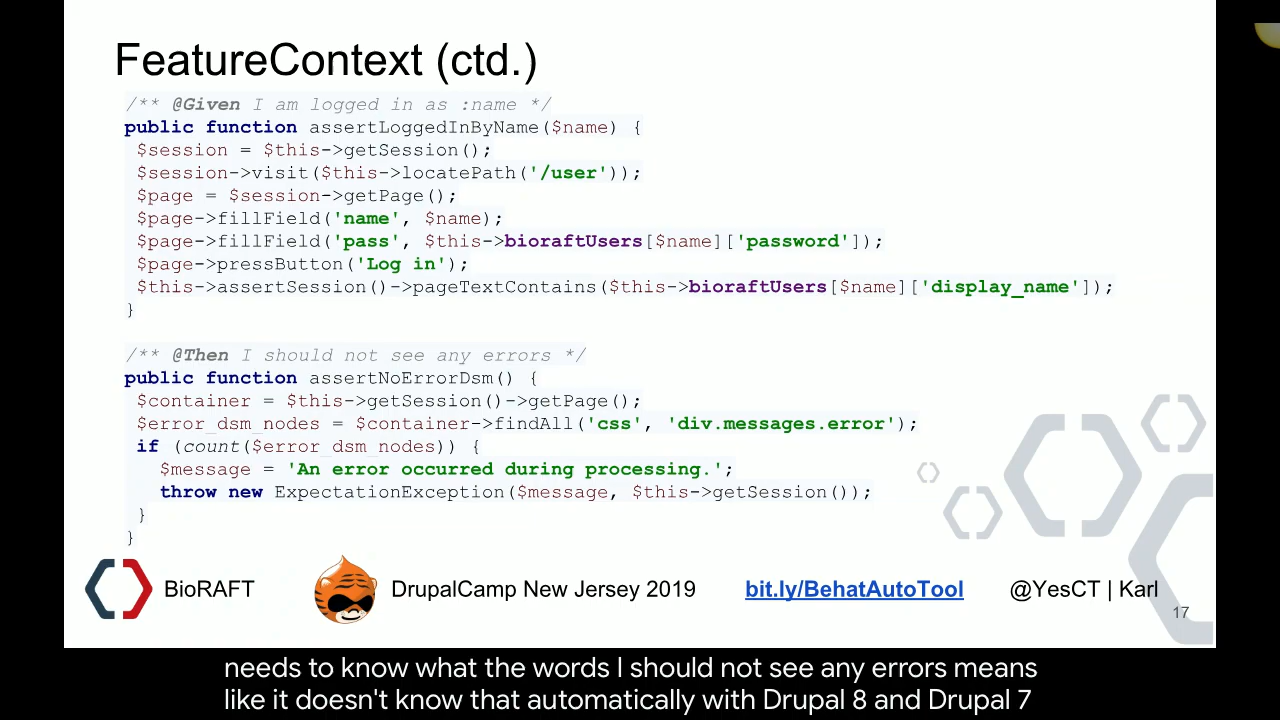 FeatureContext (ctd.)
/** @Given I am logged in as :name */
public function assertLoggedInByName($name) {
$session = $this->getSession();
$session->visit($this->locatePath('/user'));
$page = $session->getPage();
$page->fillField('name', $name);
$page->fillField('pass', $this->bioraftUsers[$name]['password']);
$page->pressButton('Log in');
$this->assertSession()->pageTextContains($this->bioraftUsers[$name]['display_name']);
}
/** @Then I should not see any errors */
public function assertNoErrorDsm() {
$container = $this->getSession()->getPage();
$error_dsm_nodes = $container->findAll('css', 'div.messages.error');
if (count($error_dsm_nodes)) {
$message = 'An error occurred during processing.';
throw new ExpectationException($message, $this->getSession());
}
}
BioRAFT DrupalCamp New Jersey 2019 bit.ly/BehatAutoTool @YesCT | Karl
17
needs to know what the words I should not see any errors means
like it doesn't know that automatically with Drupal 8 and Drupal 7